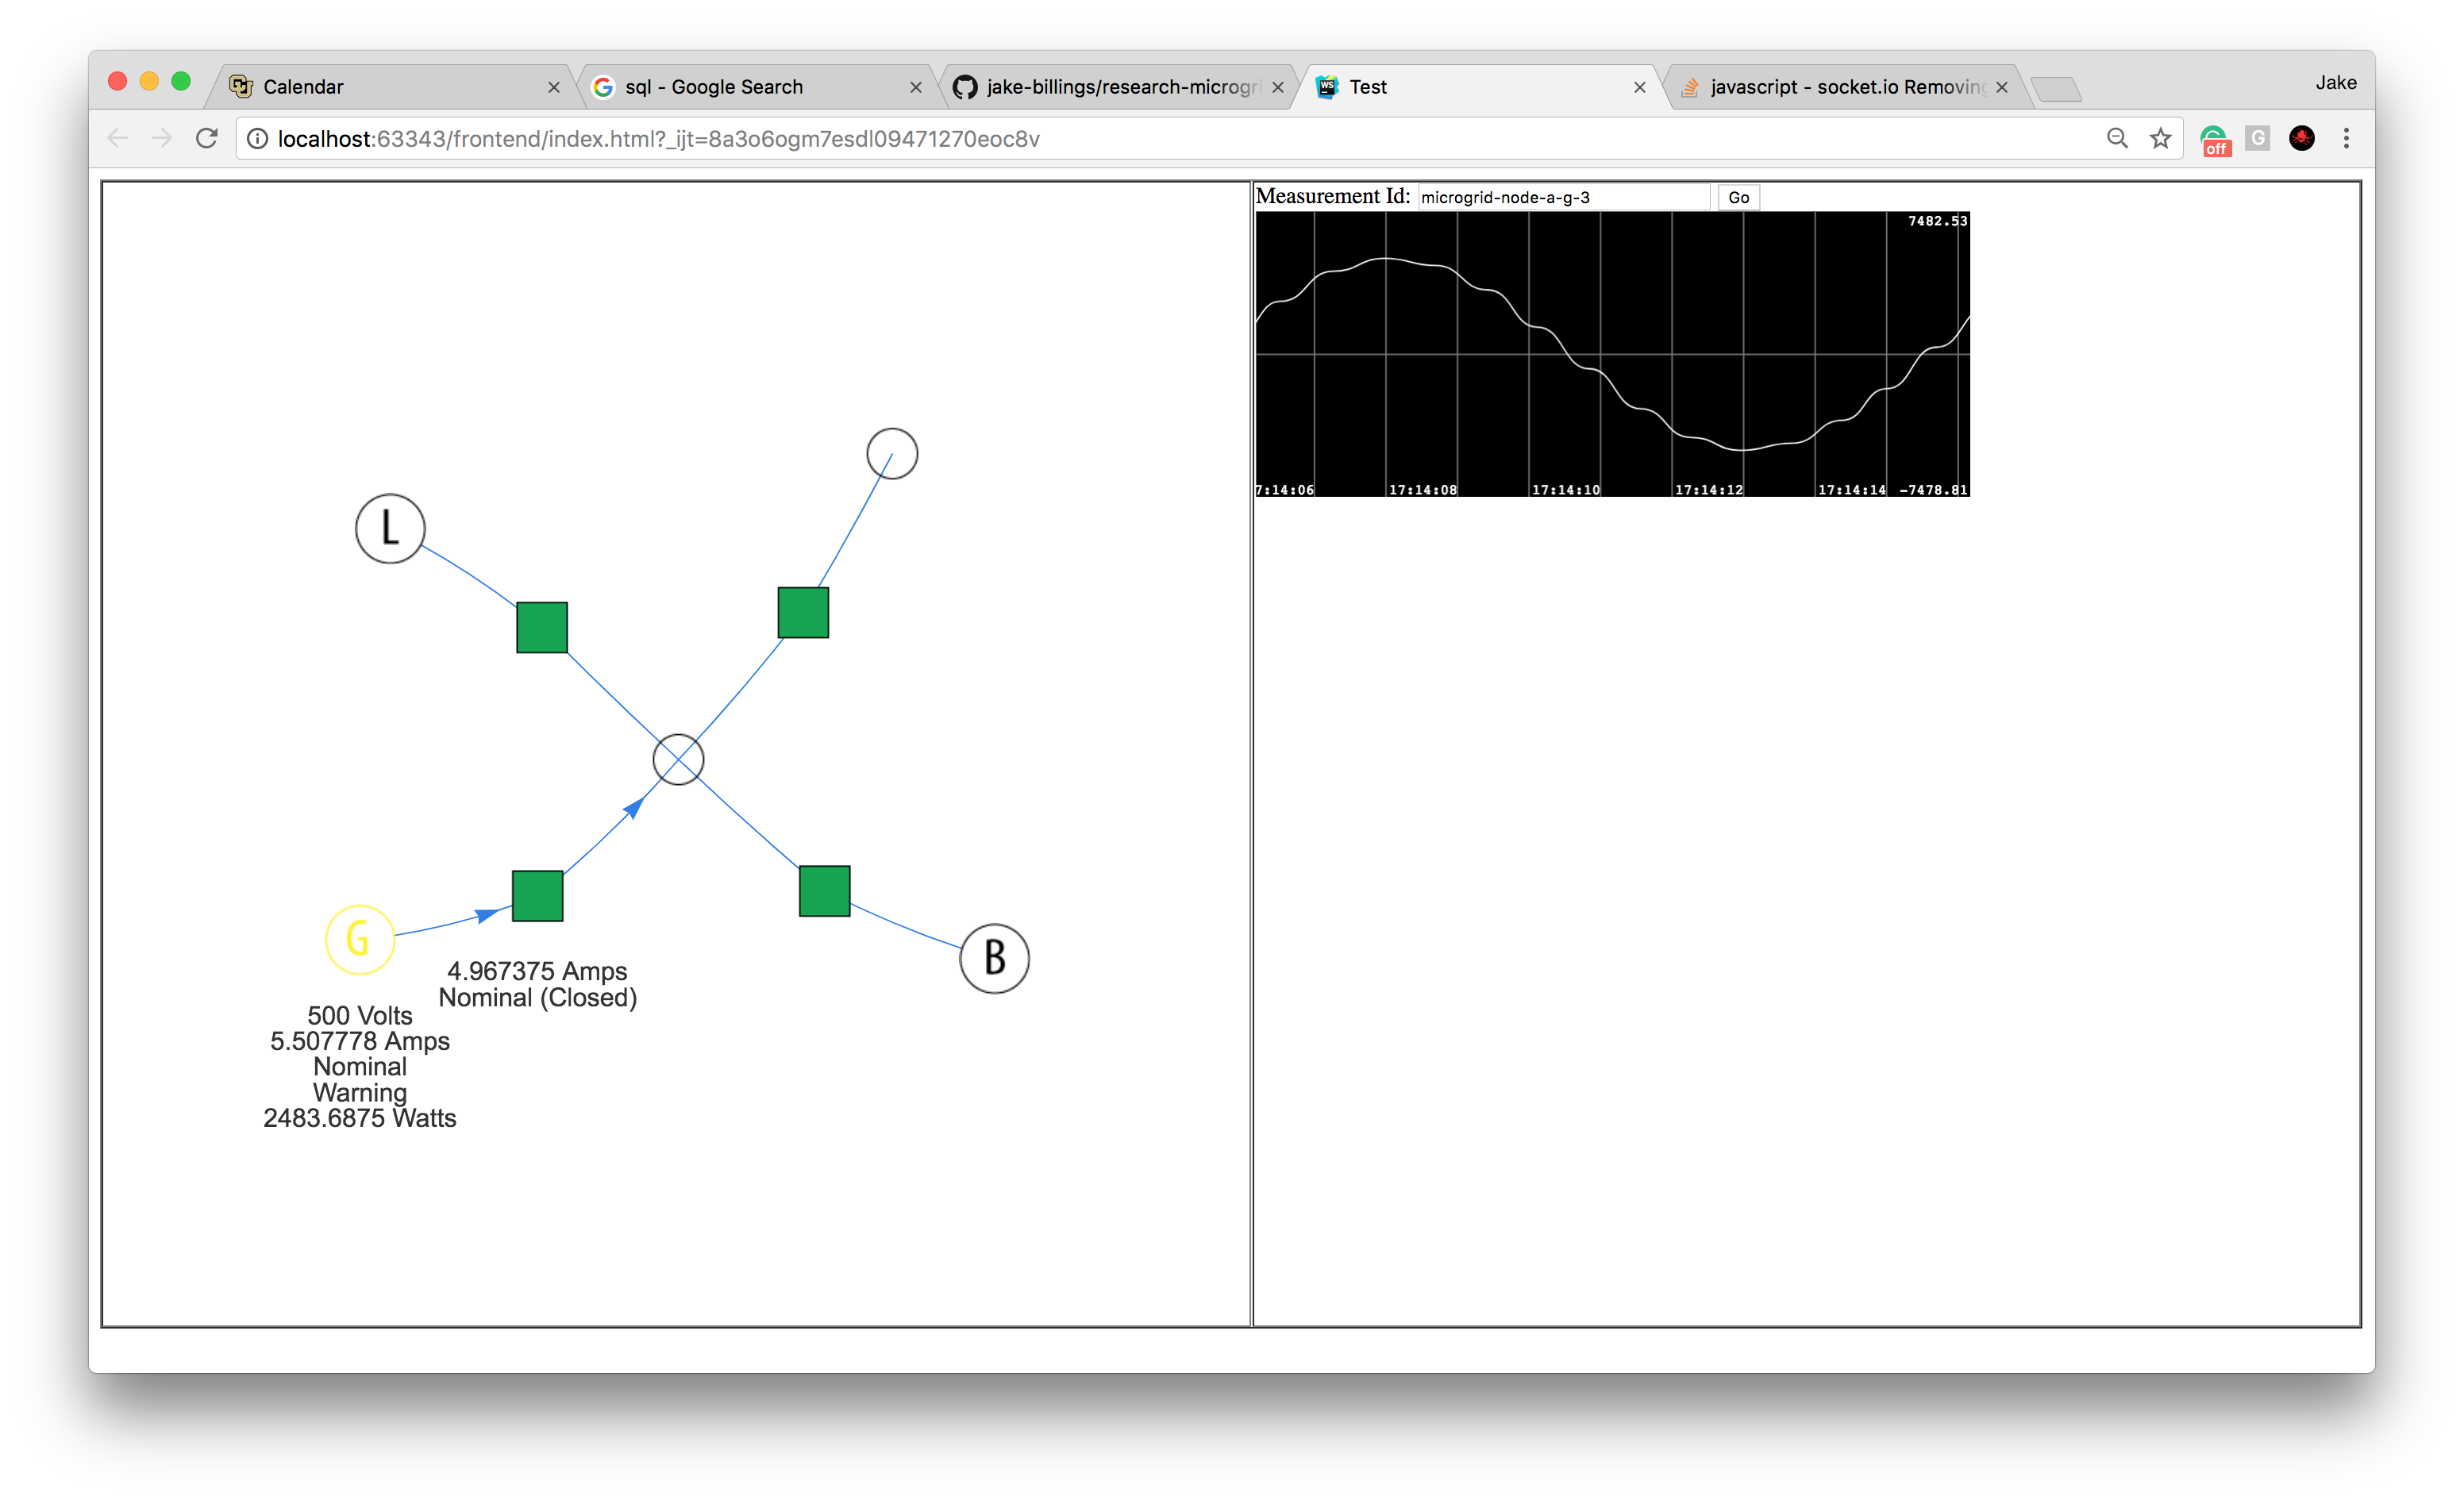 Calendar
sql - Google Search
jake-billings/research-microgri
Test
javascript - socket.io Removing
Jake
localhost:63343/frontend/index.html?_ijt=8a3o6ogm7esdl09471270eoc8v
off
G
WS
Measurement Id: microgrid-node-a-g-3 Go
7482.53
7:14:06 17:14:08 17:14:10 17:14:12 17:14:14 -7478.81
L
G
B
4.967375 Amps
Nominal (Closed)
500 Volts
5.507778 Amps
Nominal
Warning
2483.6875 Watts